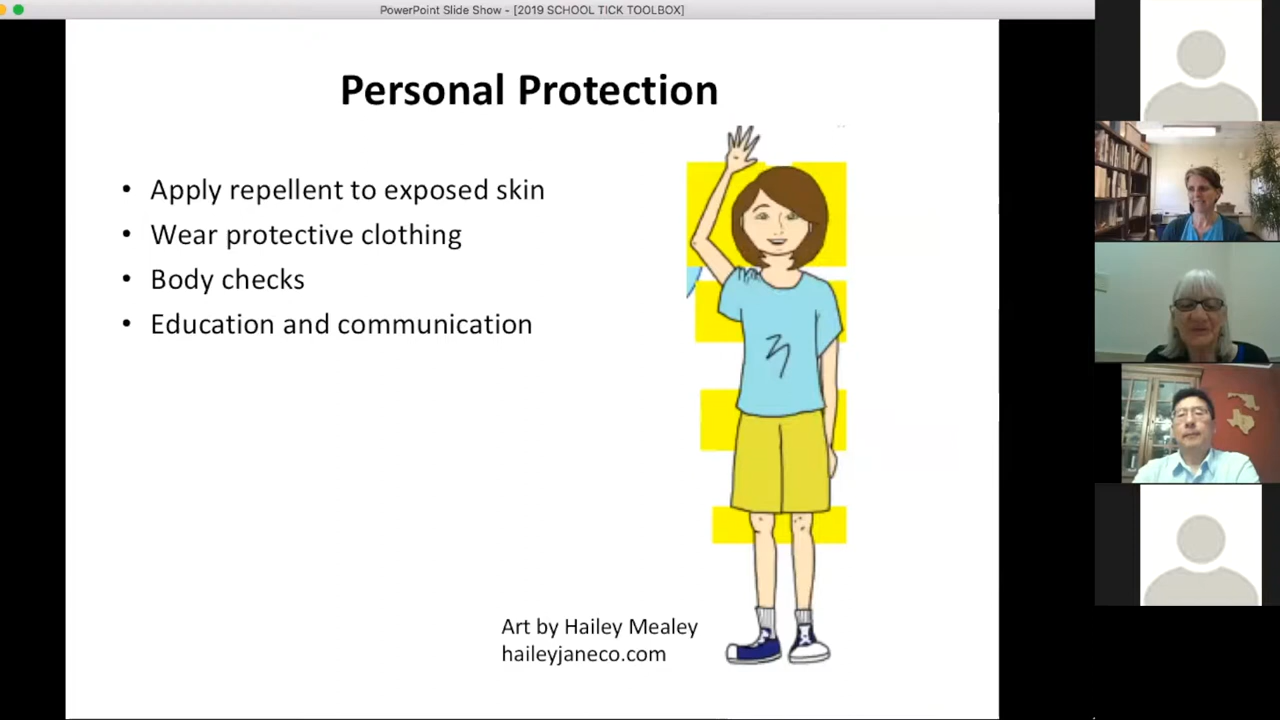 PowerPoint Slide Show - [2019 SCHOOL TICK TOOLBOX]
Personal Protection
• Apply repellent to exposed skin
• Wear protective clothing
• Body checks
• Education and communication
Art by Hailey Mealey
haileyjaneco.com